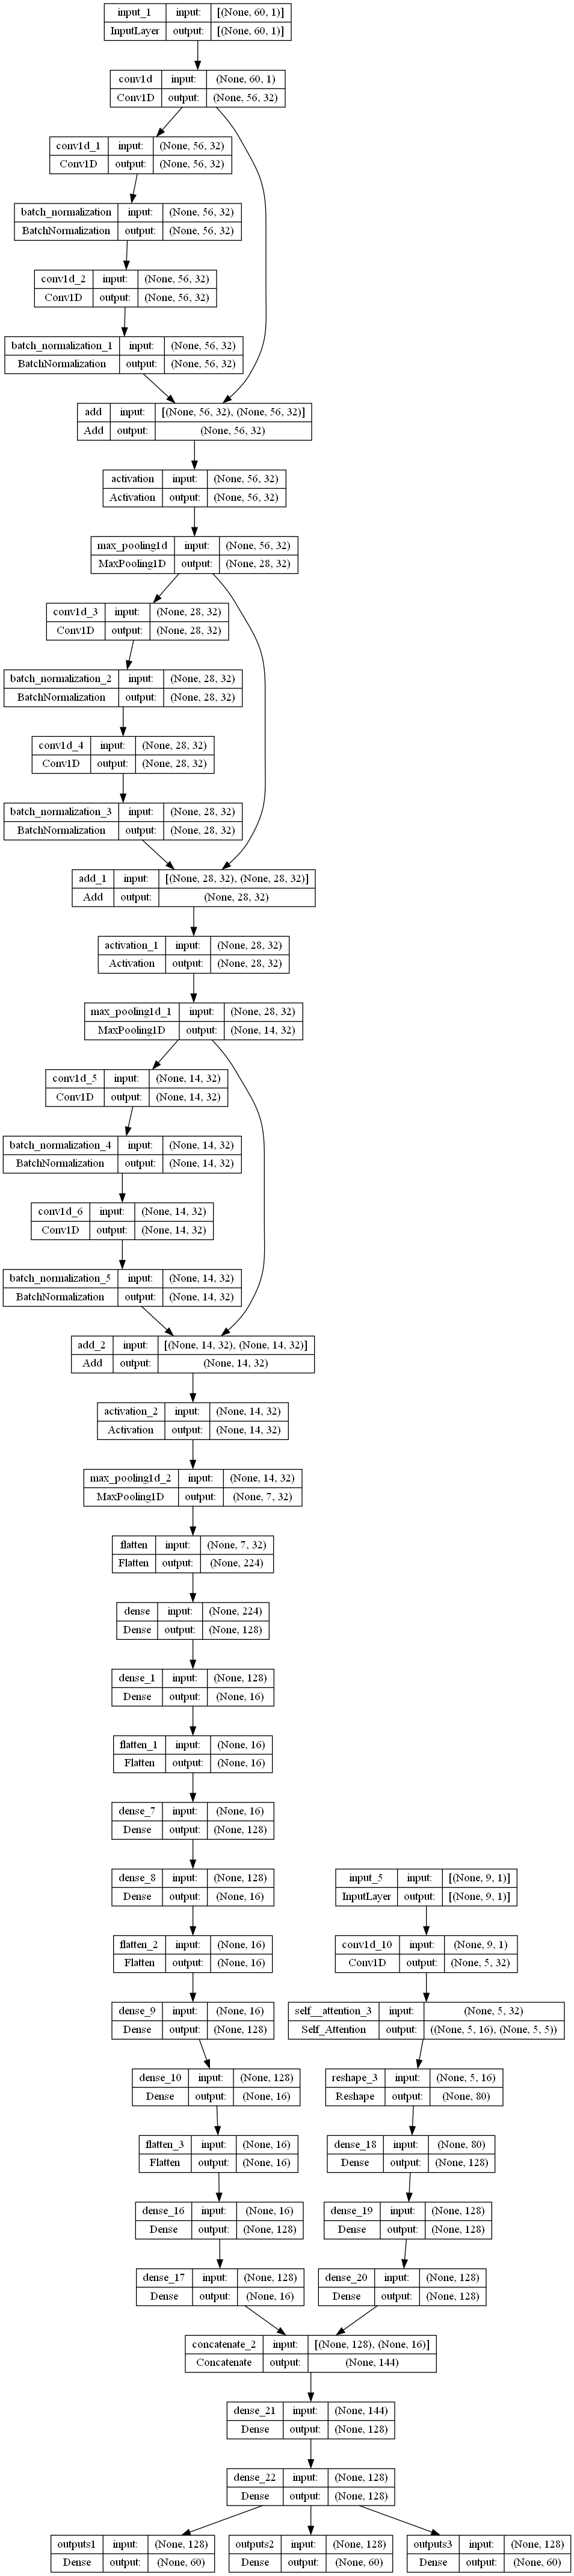 input_1 input: [(None, 60, 1)]
InputLayer output: [(None, 60, 1)]
conv1d input: (None, 60, 1)
Conv1D output: (None, 56, 32)
conv1d_1 input: (None, 56, 32)
Conv1D output: (None, 56, 32)
batch_normalization input: (None, 56, 32)
BatchNormalization output: (None, 56, 32)
conv1d_2 input: (None, 56, 32)
Conv1D output: (None, 56, 32)
batch_normalization_1 input: (None, 56, 32)
BatchNormalization output: (None, 56, 32)
add input: [(None, 56, 32), (None, 56, 32)]
Add output: (None, 56, 32)
activation input: (None, 56, 32)
Activation output: (None, 56, 32)
max_pooling1d input: (None, 56, 32)
MaxPooling1D output: (None, 28, 32)
conv1d_3 input: (None, 28, 32)
Conv1D output: (None, 28, 32)
batch_normalization_2 input: (None, 28, 32)
BatchNormalization output: (None, 28, 32)
conv1d_4 input: (None, 28, 32)
Conv1D output: (None, 28, 32)
batch_normalization_3 input: (None, 28, 32)
BatchNormalization output: (None, 28, 32)
add_1 input: [(None, 28, 32), (None, 28, 32)]
Add output: (None, 28, 32)
activation_1 input: (None, 28, 32)
Activation output: (None, 28, 32)
max_pooling1d_1 input: (None, 28, 32)
MaxPooling1D output: (None, 14, 32)
conv1d_5 input: (None, 14, 32)
Conv1D output: (None, 14, 32)
batch_normalization_4 input: (None, 14, 32)
BatchNormalization output: (None, 14, 32)
conv1d_6 input: (None, 14, 32)
Conv1D output: (None, 14, 32)
batch_normalization_5 input: (None, 14, 32)
BatchNormalization output: (None, 14, 32)
add_2 input: [(None, 14, 32), (None, 14, 32)]
Add output: (None, 14, 32)
activation_2 input: (None, 14, 32)
Activation output: (None, 14, 32)
max_pooling1d_2 input: (None, 14, 32)
MaxPooling1D output: (None, 7, 32)
flatten input: (None, 7, 32)
Flatten output: (None, 224)
dense input: (None, 224)
Dense output: (None, 128)
dense_1 input: (None, 128)
Dense output: (None, 16)
flatten_1 input: (None, 16)
Flatten output: (None, 16)
dense_7 input: (None, 16)
Dense output: (None, 128)
dense_8 input: (None, 128) input_5 input: [(None, 9, 1)]
Dense output: (None, 16) InputLayer output: [(None, 9, 1)]
flatten_2 input: (None, 16) conv1d_10 input: (None, 9, 1)
Flatten output: (None, 16) Conv1D output: (None, 5, 32)
dense_9 input: (None, 16) self__attention_3 input: (None, 5, 32)
Dense output: (None, 128) Self_Attention output: ((None, 5, 16), (None, 5, 5))
dense_10 input: (None, 128) reshape_3 input: (None, 5, 16)
Dense output: (None, 16) Reshape output: (None, 80)
flatten_3 input: (None, 16) dense_18 input: (None, 80)
Flatten output: (None, 16) Dense output: (None, 128)
dense_16 input: (None, 16) dense_19 input: (None, 128)
Dense output: (None, 128) Dense output: (None, 128)
dense_17 input: (None, 128) dense_20 input: (None, 128)
Dense output: (None, 16) Dense output: (None, 128)
concatenate_2 input: [(None, 128), (None, 16)]
Concatenate output: (None, 144)
dense_21 input: (None, 144)
Dense output: (None, 128)
dense_22 input: (None, 128)
Dense output: (None, 128)
outputs1 input: (None, 128) outputs2 input: (None, 128) outputs3 input: (None, 128)
Dense output: (None, 60) Dense output: (None, 60) Dense output: (None, 60)